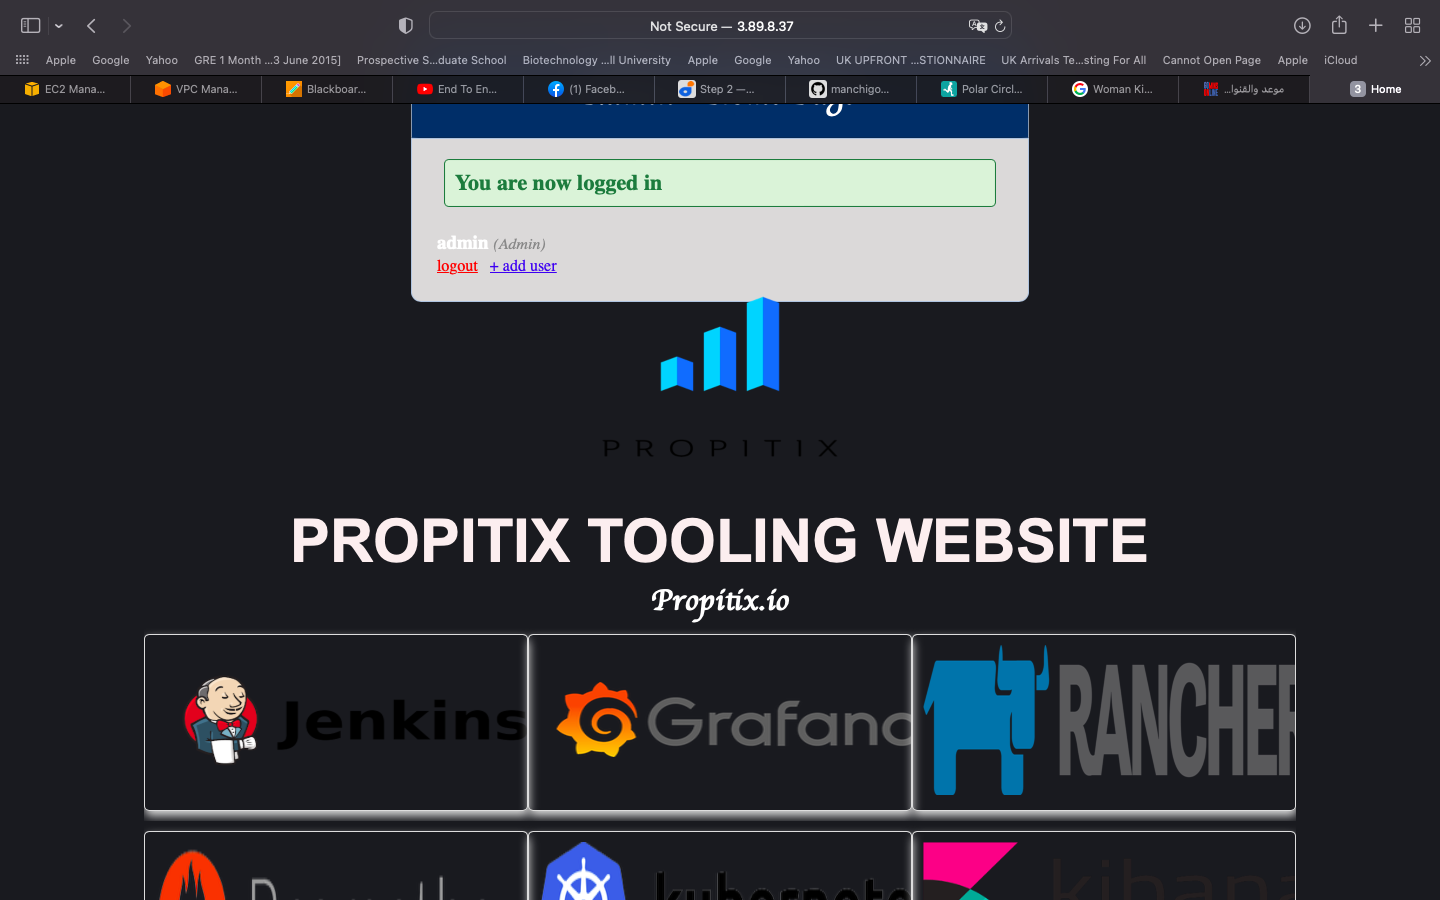 Not Secure — 3.89.8.37
Apple Google Yahoo GRE 1 Month ...3 June 2015] Prospective S...duate School Biotechnology ...ll University Apple Google Yahoo UK UPFRONT ...STIONNAIRE UK Arrivals Te...sting For All Cannot Open Page Apple iCloud
EC2 Mana... VPC Mana... Blackboar... End To En... (1) Faceb... Step 2 —... manchigo... Polar Circl... Woman Ki... موعد والقنوا... 3 Home
You are now logged in
admin (Admin)
logout + add user
PROPITIX
PROPITIX TOOLING WEBSITE
Propitix.io
Jenkins Grafana RANCHER
kibana